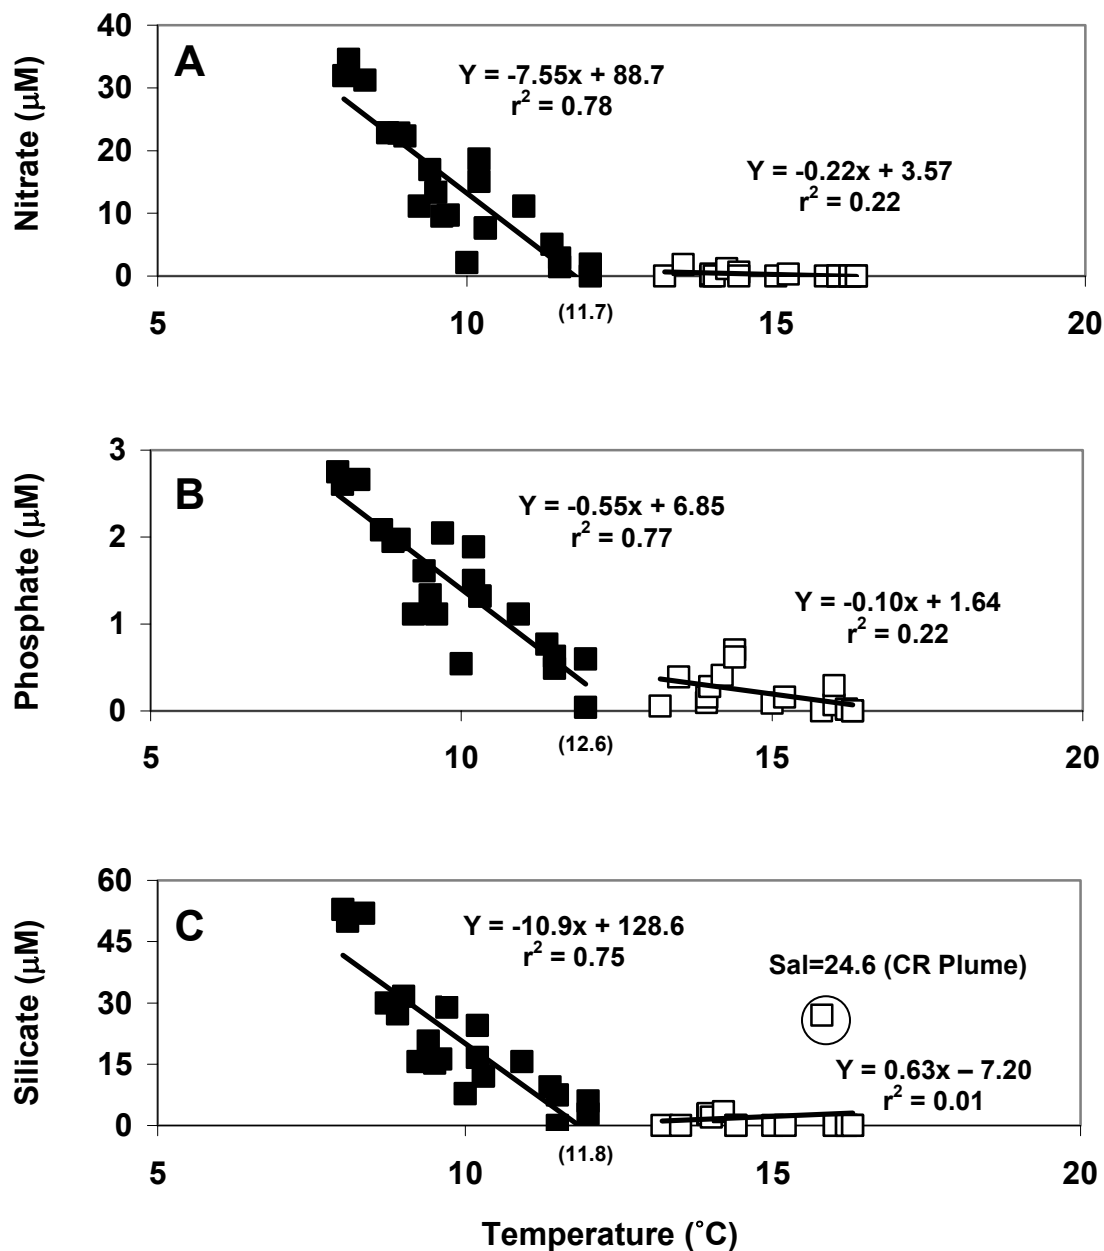 40
30
20
10
0
Nitrate (µM)
A
Y = -7.55x + 88.7
r² = 0.78
Y = -0.22x + 3.57
r² = 0.22
(11.7)
5 10 15 20
3
2
1
0
Phosphate (µM)
B
Y = -0.55x + 6.85
r² = 0.77
Y = -0.10x + 1.64
r² = 0.22
(12.6)
5 10 15 20
60
45
30
15
0
Silicate (µM)
C
Y = -10.9x + 128.6
r² = 0.75
Sal=24.6 (CR Plume)
Y = 0.63x – 7.20
r² = 0.01
(11.8)
5 10 15 20
Temperature (˚C)